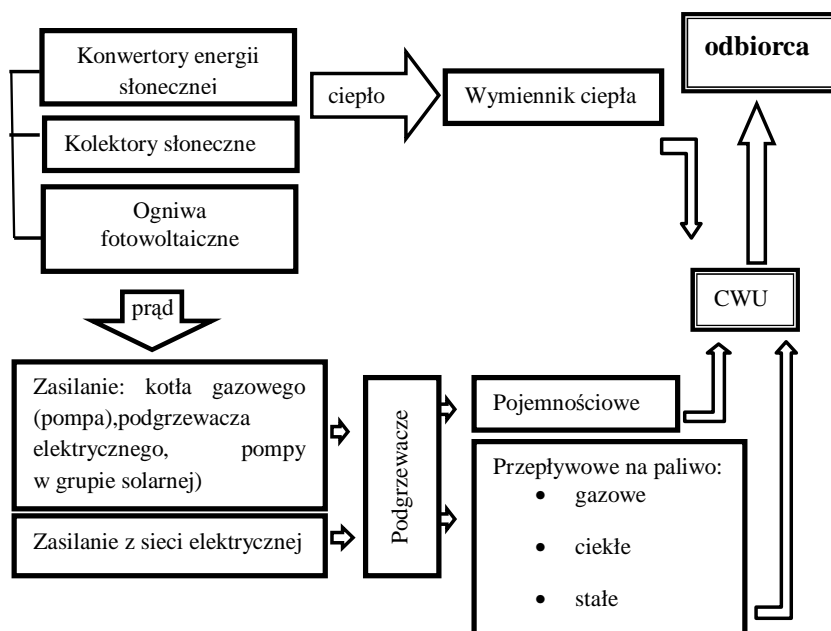 Konwertory energii
słonecznej
ciepło
Wymiennik ciepła
odbiorca
Kolektory słoneczne
Ogniwa
fotowoltaiczne
prąd
CWU
Zasilanie: kotła gazowego
(pompa),podgrzewacza
elektrycznego, pompy
w grupie solarnej)
Zasilanie z sieci elektrycznej
Podgrzewacze
Pojemnościowe
Przepływowe na paliwo:
• gazowe
• ciekłe
• stałe